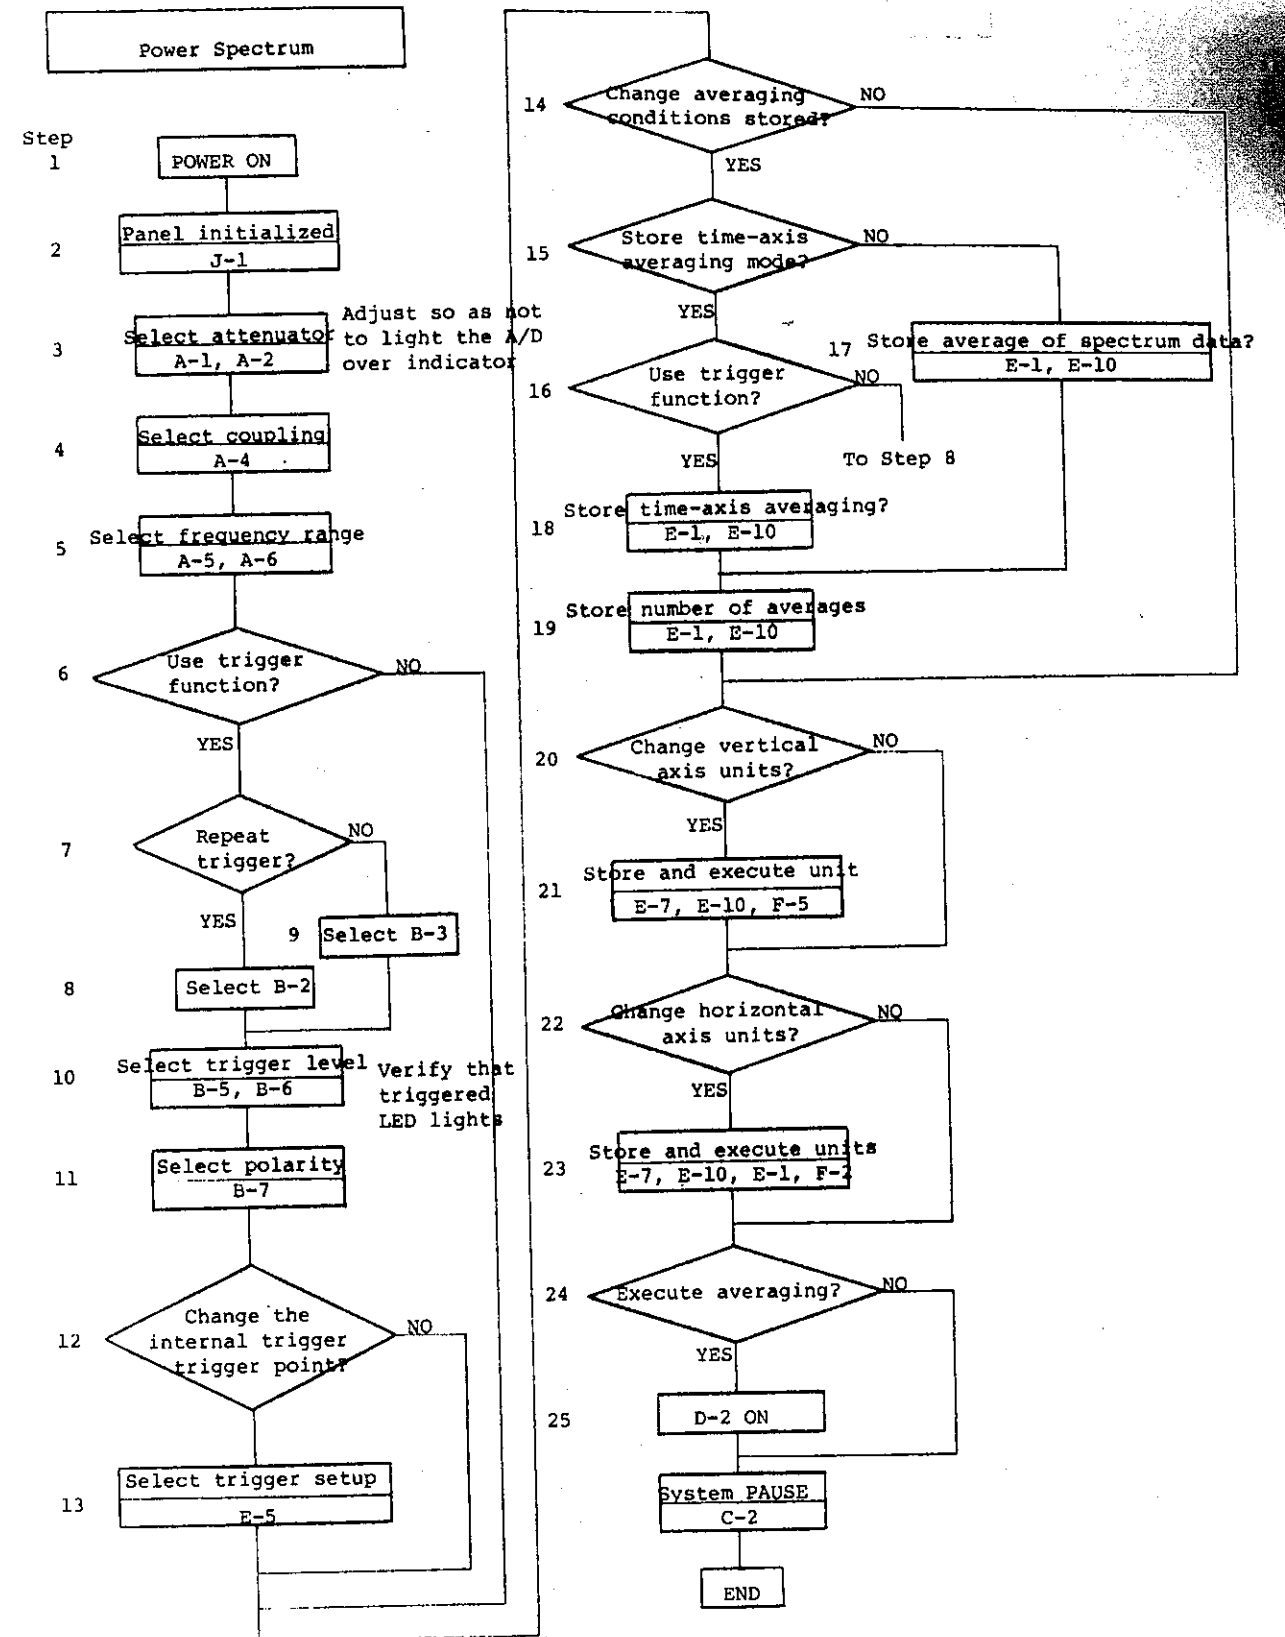 Power Spectrum
Step
1
POWER ON
2
Panel initialized
J-1
3
Select attenuator
A-1, A-2
Adjust so as not
to light the A/D
over indicator
4
Select coupling
A-4
5
Select frequency range
A-5, A-6
6
Use trigger
function?
NO
YES
7
Repeat
trigger?
NO
YES
9
Select B-3
8
Select B-2
10
Select trigger level
B-5, B-6
Verify that
triggered
LED lights
11
Select polarity
B-7
12
Change the
internal trigger
trigger point?
NO
13
Select trigger setup
E-5
14
Change averaging
conditions stored?
NO
YES
15
Store time-axis
averaging mode?
NO
YES
17
Store average of spectrum data?
E-1, E-10
16
Use trigger
function?
NO
YES
To Step 8
18
Store time-axis averaging?
E-1, E-10
19
Store number of averages
E-1, E-10
20
Change vertical
axis units?
NO
YES
21
Store and execute unit
E-7, E-10, F-5
22
Change horizontal
axis units?
NO
YES
23
Store and execute units
E-7, E-10, E-1, F-2
24
Execute averaging?
NO
YES
25
D-2 ON
System PAUSE
C-2
END